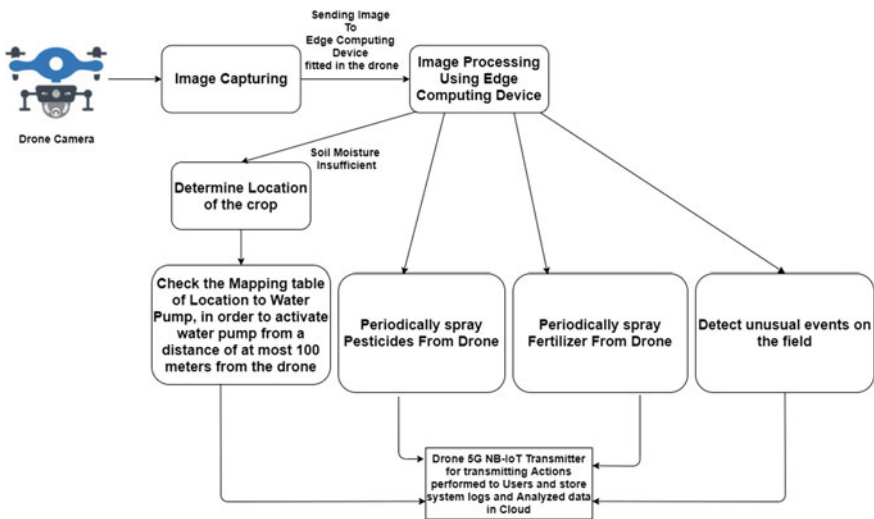 Sending Image
To
Edge Computing
Device
fitted in the drone
Drone Camera
Image Capturing
Image Processing
Using Edge
Computing Device
Soil Moisture
Insufficient
Determine Location
of the crop
Check the Mapping table
of Location to Water
Pump, in order to activate
water pump from a
distance of at most 100
meters from the drone
Periodically spray
Pesticides From Drone
Periodically spray
Fertilizer From Drone
Detect unusual events on
the field
Drone 5G NB-IoT Transmitter
for transmitting Actions
performed to Users and store
system logs and Analyzed data
in Cloud